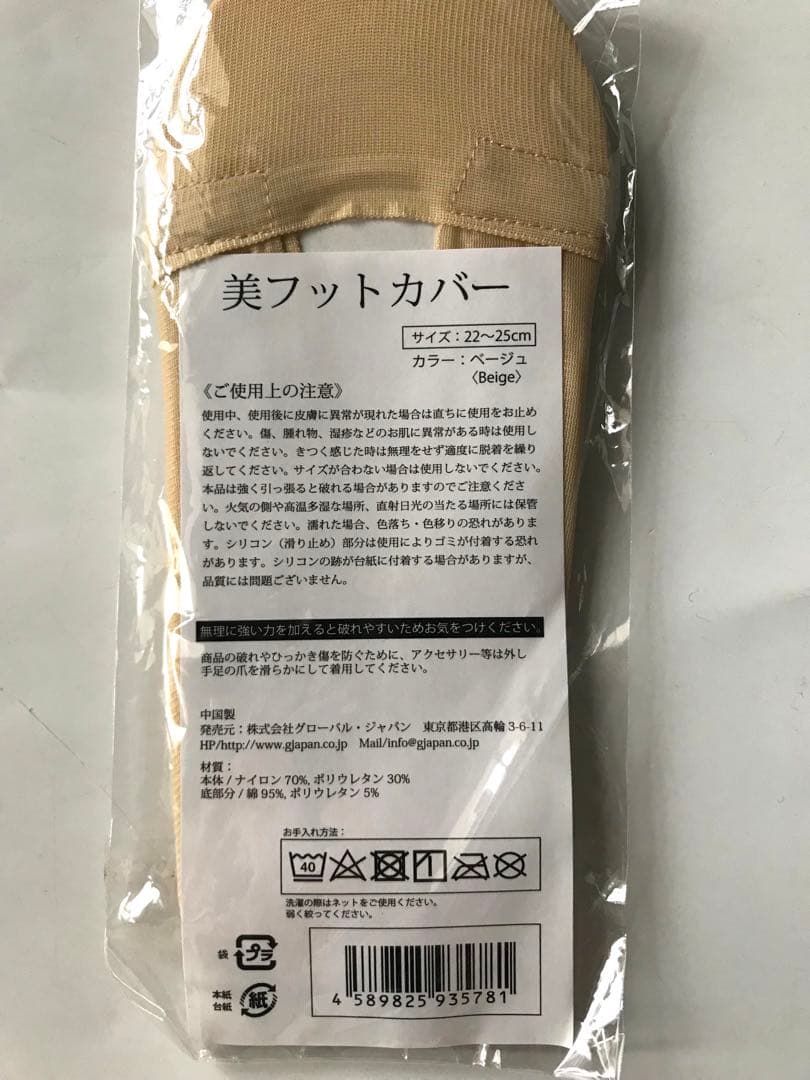 美フットカバー
サイズ：22～25cm
カラー：ベージュ
〈Beige〉
《ご使用上の注意》
使用中、使用後に皮膚に異常が現れた場合は直ちに使用をお止め
ください。傷、腫れ物、湿疹などのお肌に異常がある時は使用し
ないでください。きつく感じた時は無理をせず適度に脱着を繰り
返してください。サイズが合わない場合は使用しないでください。
本品は強く引っ張ると破れる場合がありますのでご注意くださ
い。火気の側や高温多湿な場所、直射日光の当たる場所には保管
しないでください。濡れた場合、色落ち・色移りの恐れがありま
す。シリコン（滑り止め）部分は使用によりゴミが付着する恐れ
があります。シリコンの跡が台紙に付着する場合がありますが、
品質には問題ございません。
無理に強い力を加えると破れやすいためお気をつけください。
商品の破れやひっかき傷を防ぐために、アクセサリー等は外し
手足の爪を滑らかにして着用してください。
中国製
発売元：株式会社グローバル・ジャパン　東京都港区高輪 3-6-11
HP/http://www.gjapan.co.jp　Mail/info@gjapan.co.jp
材質：
本体 / ナイロン 70%, ポリウレタン 30%
底部分 / 綿 95%, ポリウレタン 5%
お手入れ方法：
40
洗濯の際はネットをご使用ください。
弱く絞ってください。
袋 プラ
本紙
台紙 紙
4 589825 935781